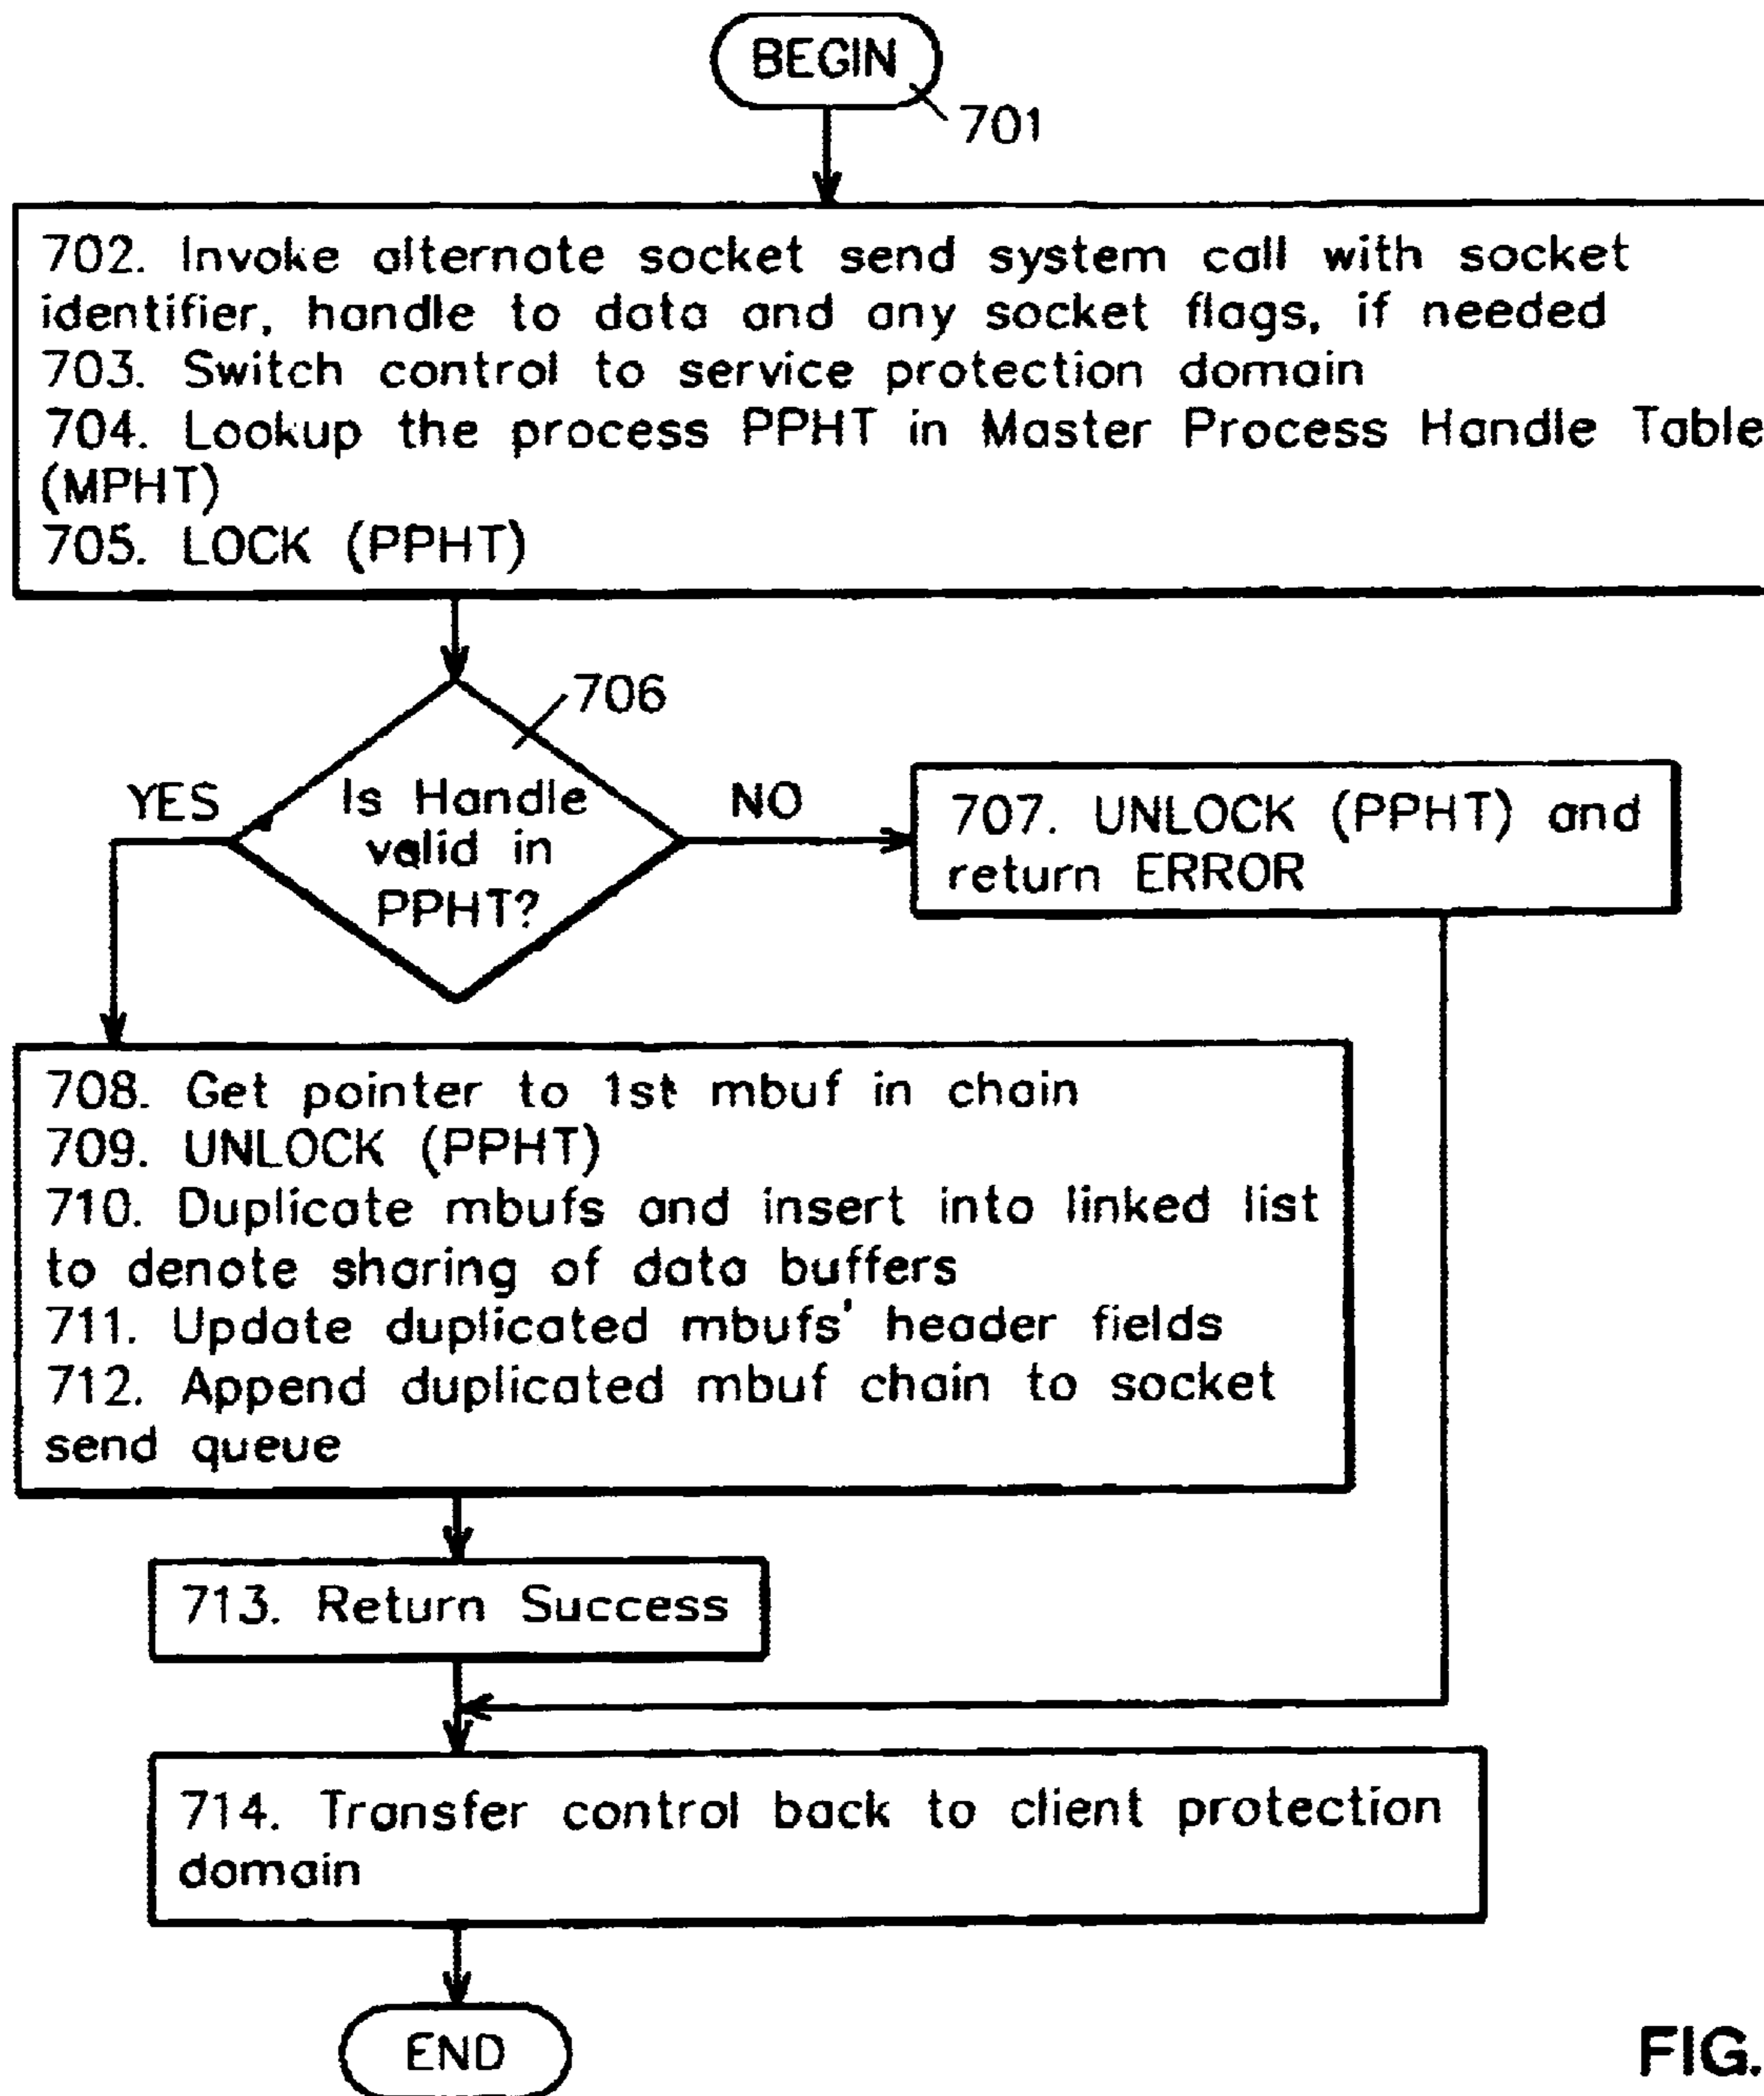 BEGIN
701
702. Invoke alternate socket send system call with socket
identifier, handle to data and any socket flags, if needed
703. Switch control to service protection domain
704. Lookup the process PPHT in Master Process Handle Table
(MPHT)
705. LOCK (PPHT)
706
YES
Is Handle
valid in
PPHT?
NO
707. UNLOCK (PPHT) and
return ERROR
708. Get pointer to 1st mbuf in chain
709. UNLOCK (PPHT)
710. Duplicate mbufs and insert into linked list
to denote sharing of data buffers
711. Update duplicated mbufs' header fields
712. Append duplicated mbuf chain to socket
send queue
713. Return Success
714. Transfer control back to client protection
domain
END
FIG.